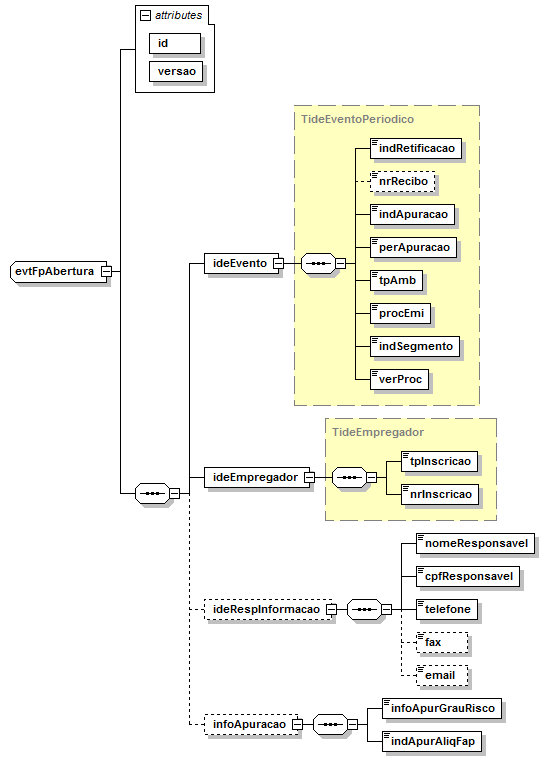 attributes
id
versao
TideEventoPeriodico
indRetificacao
nrRecibo
indApuracao
evtFpAbertura
ideEvento
perApuracao
tpAmb
procEmi
indSegmento
verProc
TideEmpregador
ideEmpregador
tpInscricao
nrInscricao
nomeResponsavel
cpfResponsavel
ideRespInformacao
telefone
fax
email
infoApuracao
infoApurGrauRisco
indApurAliqFap